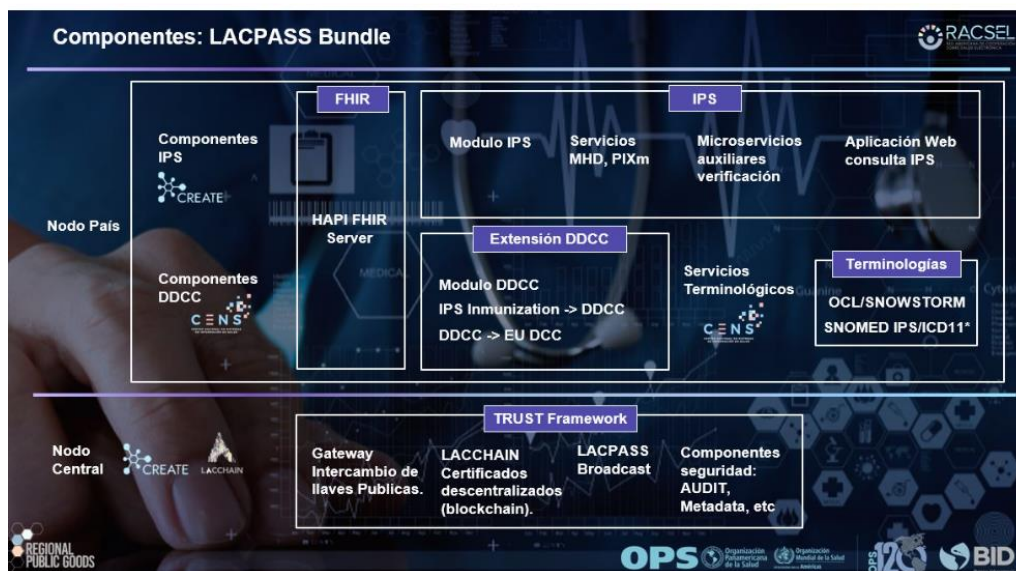 Componentes: LACPASS Bundle
RACSEL
FHIR
IPS
Componentes
IPS
CREATE
Modulo IPS
Servicios
MHD, PIXm
Microservicios
auxiliares
verificación
Aplicación Web
consulta IPS
Nodo País
HAPI FHIR
Server
MEDICAL
Extensión DDCC
Componentes
DDCC
CENS
Modulo DDCC
IPS Inmunization -> DDCC
DDCC -> EU DCC
Servicios
Terminológicos
CENS
Terminologías
OCL/SNOWSTORM
SNOMED IPS/ICD11*
TRUST Framework
Nodo
Central
CREATE
LACCHAIN
Gateway
Intercambio de
llaves Publicas.
LACCHAIN
Certificados
descentralizados
(blockchain).
LACPASS
Broadcast
Componentes
seguridad:
AUDIT,
Metadata, etc
REGIONAL
PUBLIC GOODS
OPS
Organización
Panamericana
de la Salud
Organización
Mundial de la Salud
Américas
OPS
120
BID